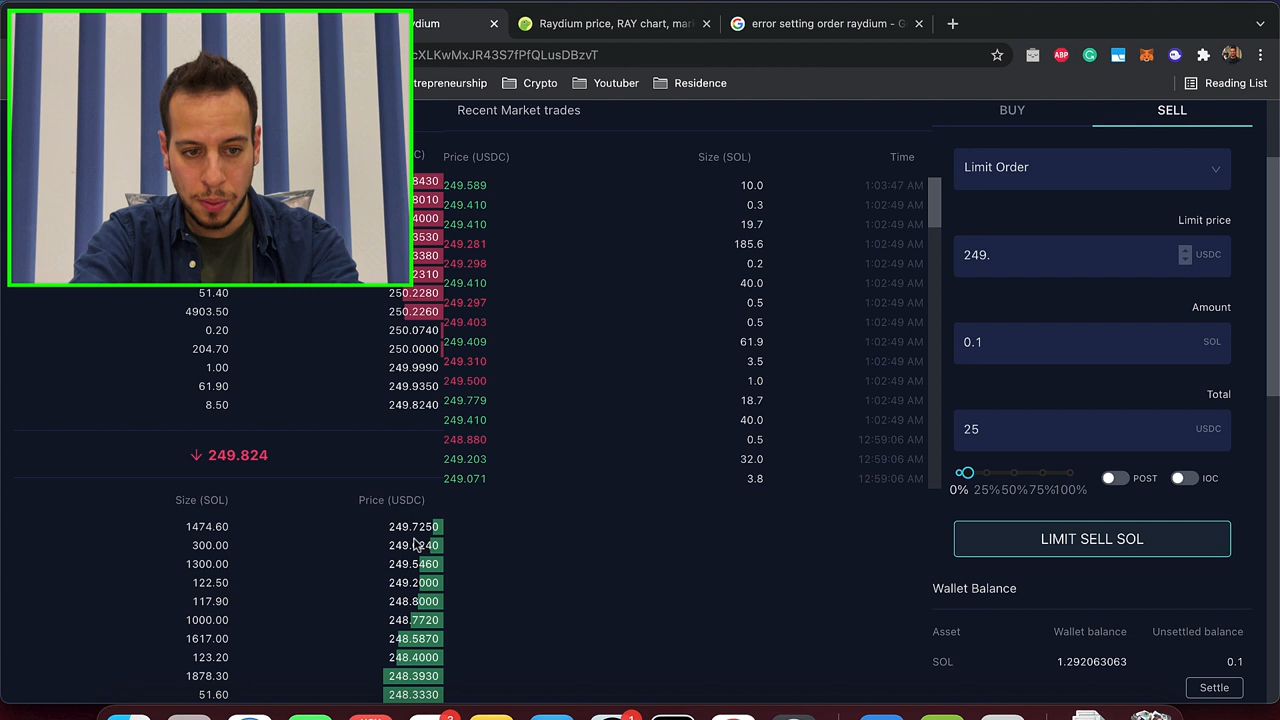 ydium
Raydium price, RAY chart, mar
error setting order raydium - G
cXLKwMxJR43S7fPfQLusDBzvT
ABP
trepreneurship
Crypto
Youtuber
Residence
Reading List
Recent Market trades
BUY
SELL
C)
Price (USDC)
Size (SOL)
Time
8430
8010
4000
3530
3380
2310
51.40 250.2280
4903.50 250.2260
0.20 250.0740
204.70 250.0000
1.00 249.9990
61.90 249.9350
8.50 249.8240
↓ 249.824
Size (SOL) Price (USDC)
1474.60 249.7250
300.00 249. 240
1300.00 249.5460
122.50 249.2000
117.90 248.8000
1000.00 248.7720
1617.00 248.5870
123.20 248.4000
1878.30 248.3930
51.60 248.3330
249.589 10.0 1:03:47 AM
249.410 0.3 1:02:49 AM
249.410 19.7 1:02:49 AM
249.281 185.6 1:02:49 AM
249.298 0.2 1:02:49 AM
249.410 40.0 1:02:49 AM
249.297 0.5 1:02:49 AM
249.403 0.5 1:02:49 AM
249.409 61.9 1:02:49 AM
249.310 3.5 1:02:49 AM
249.500 1.0 1:02:49 AM
249.779 18.7 1:02:49 AM
249.410 40.0 1:02:49 AM
248.880 0.5 12:59:06 AM
249.203 32.0 12:59:06 AM
249.071 3.8 12:59:06 AM
Limit Order
Limit price
249. USDC
Amount
0.1 SOL
Total
25 USDC
0% 25% 50% 75% 100%
POST
IOC
LIMIT SELL SOL
Wallet Balance
Asset Wallet balance Unsettled balance
SOL 1.292063063 0.1
Settle